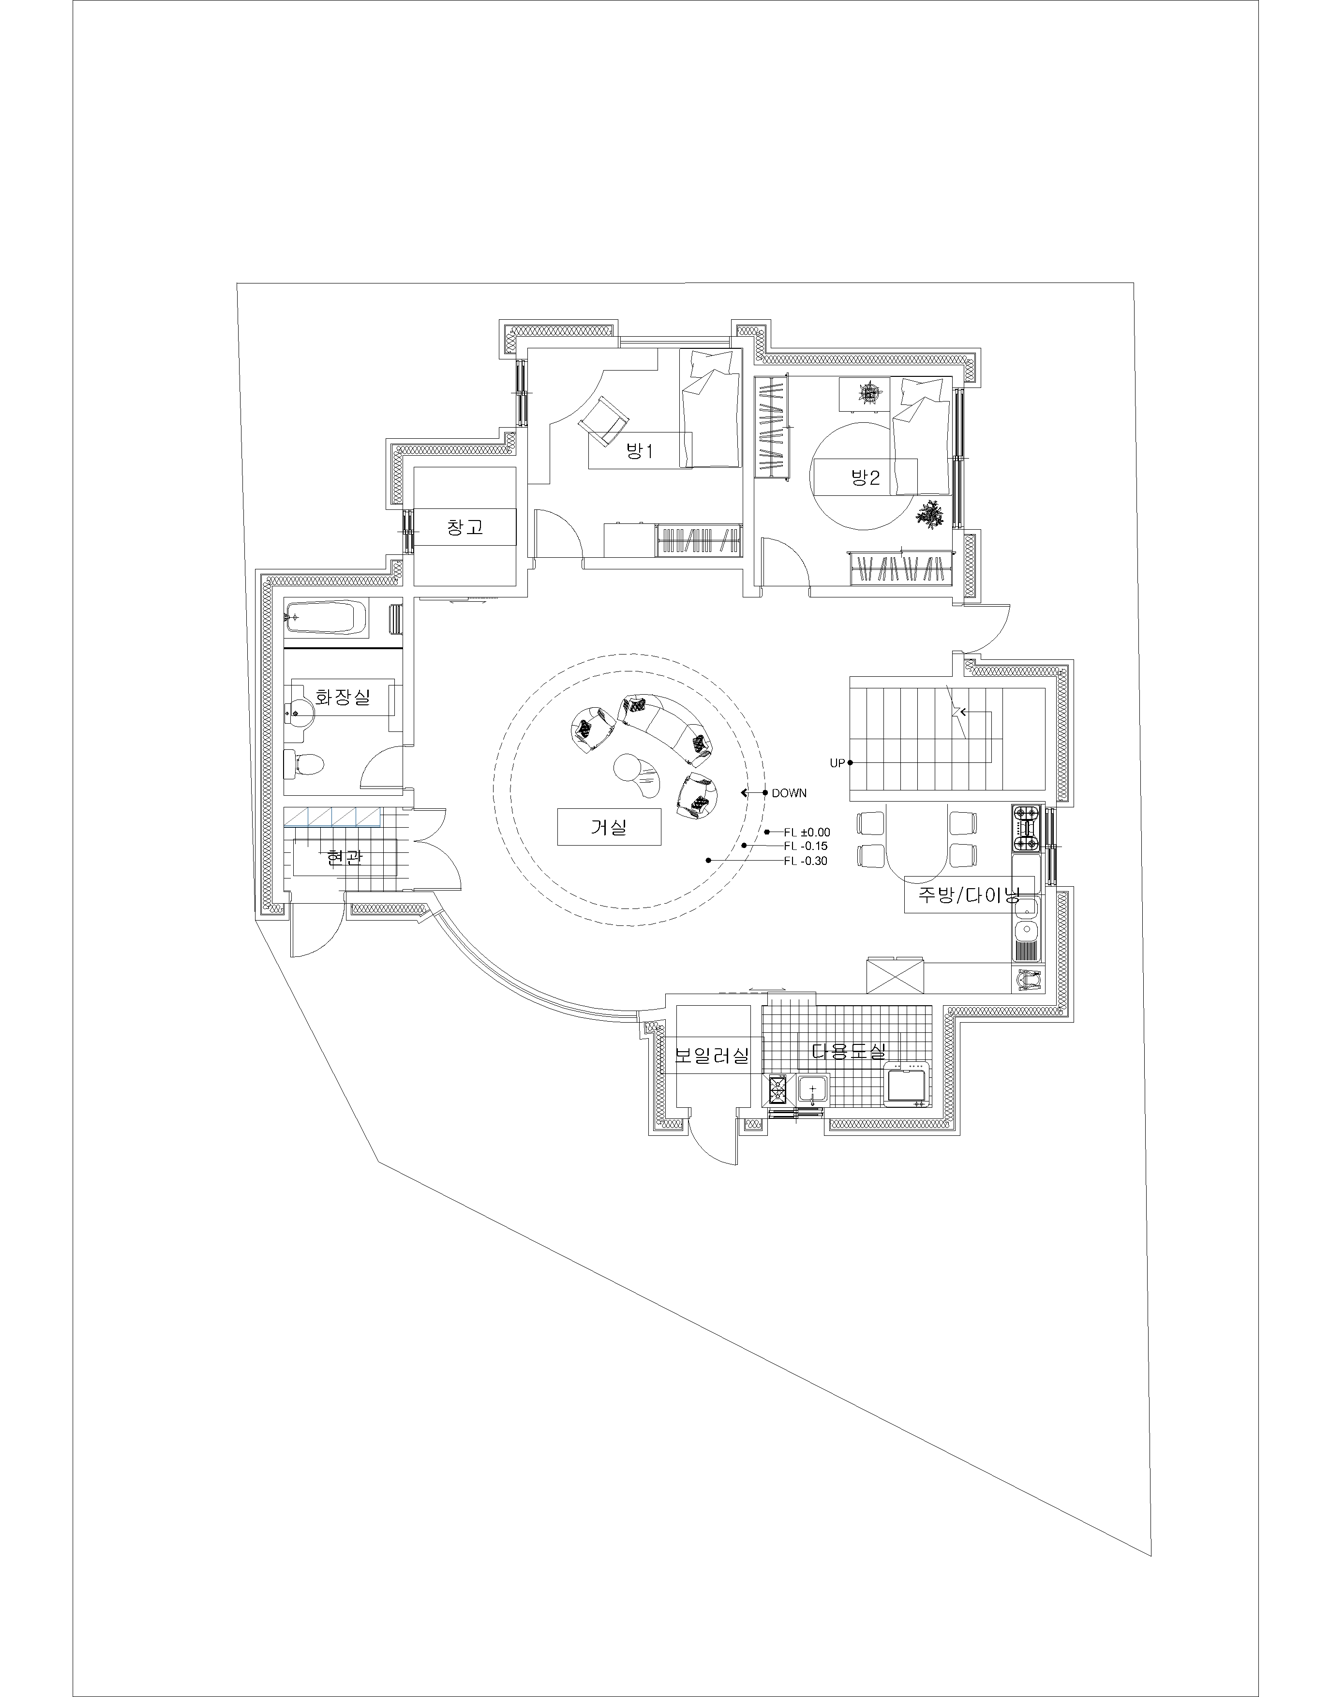 방1
방2
창고
화장실
UP
DOWN
거실
FL ±0.00
FL -0.15
FL -0.30
현관
주방/다이닝
보일러실
다용도실